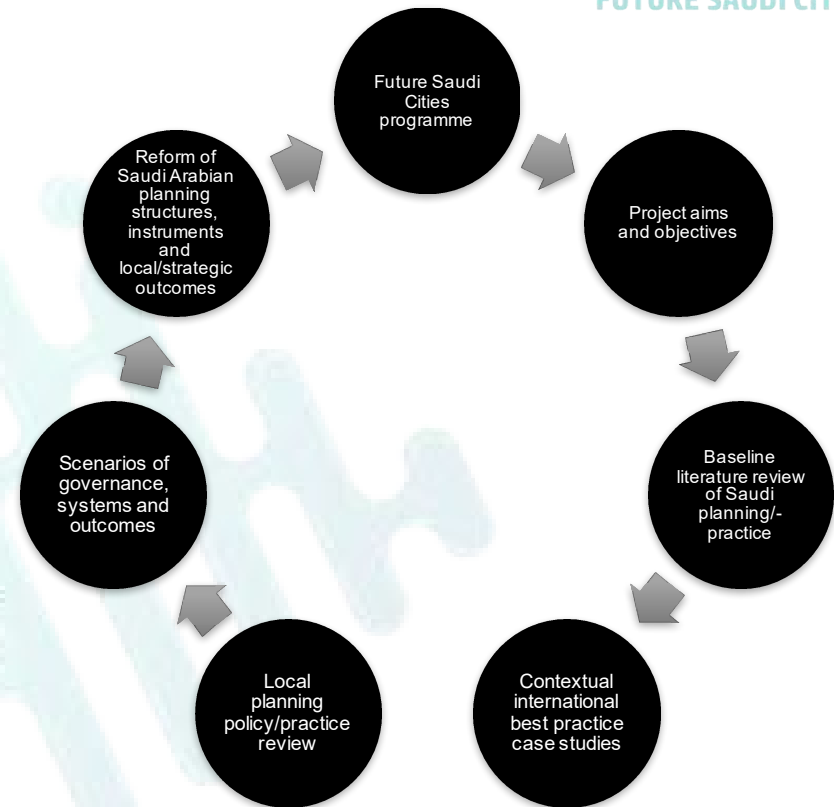 FUTURE SAUDI CIT
Future Saudi
Cities
programme
Project aims
and objectives
Baseline
literature review
of Saudi
planning/-
practice
Contextual
international
best practice
case studies
Local
planning
policy/practice
review
Scenarios of
governance,
systems and
outcomes
Reform of
Saudi Arabian
planning
structures,
instruments
and
local/strategic
outcomes